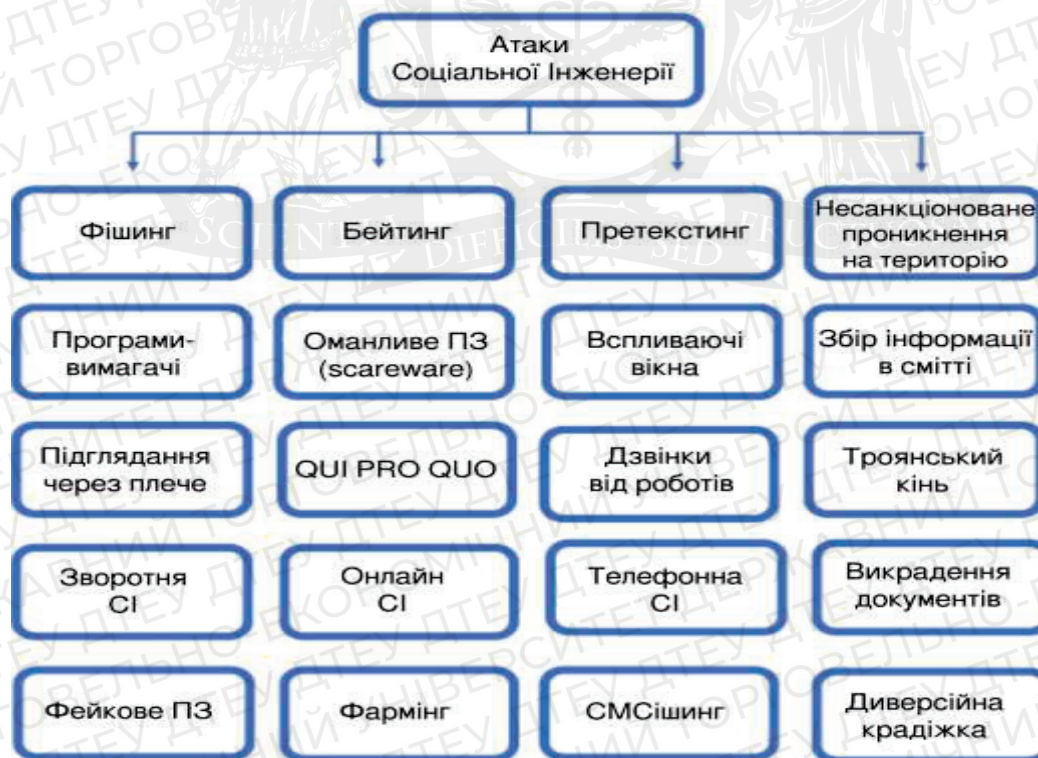 Атаки
Соціальної Інженерії
Фішинг
Бейтинг
Претекстинг
Несанкціоноване
проникнення
на територію
Програми-
вимагачі
Оманливе ПЗ
(scareware)
Вспливаючі
вікна
Збір інформації
в смітті
Підглядання
через плече
QUI PRO QUO
Дзвінки
від роботів
Троянський
кінь
Зворотня
СІ
Онлайн
СІ
Телефонна
СІ
Викрадення
документів
Фейкове ПЗ
Фармінг
СМСішинг
Диверсійна
крадіжка